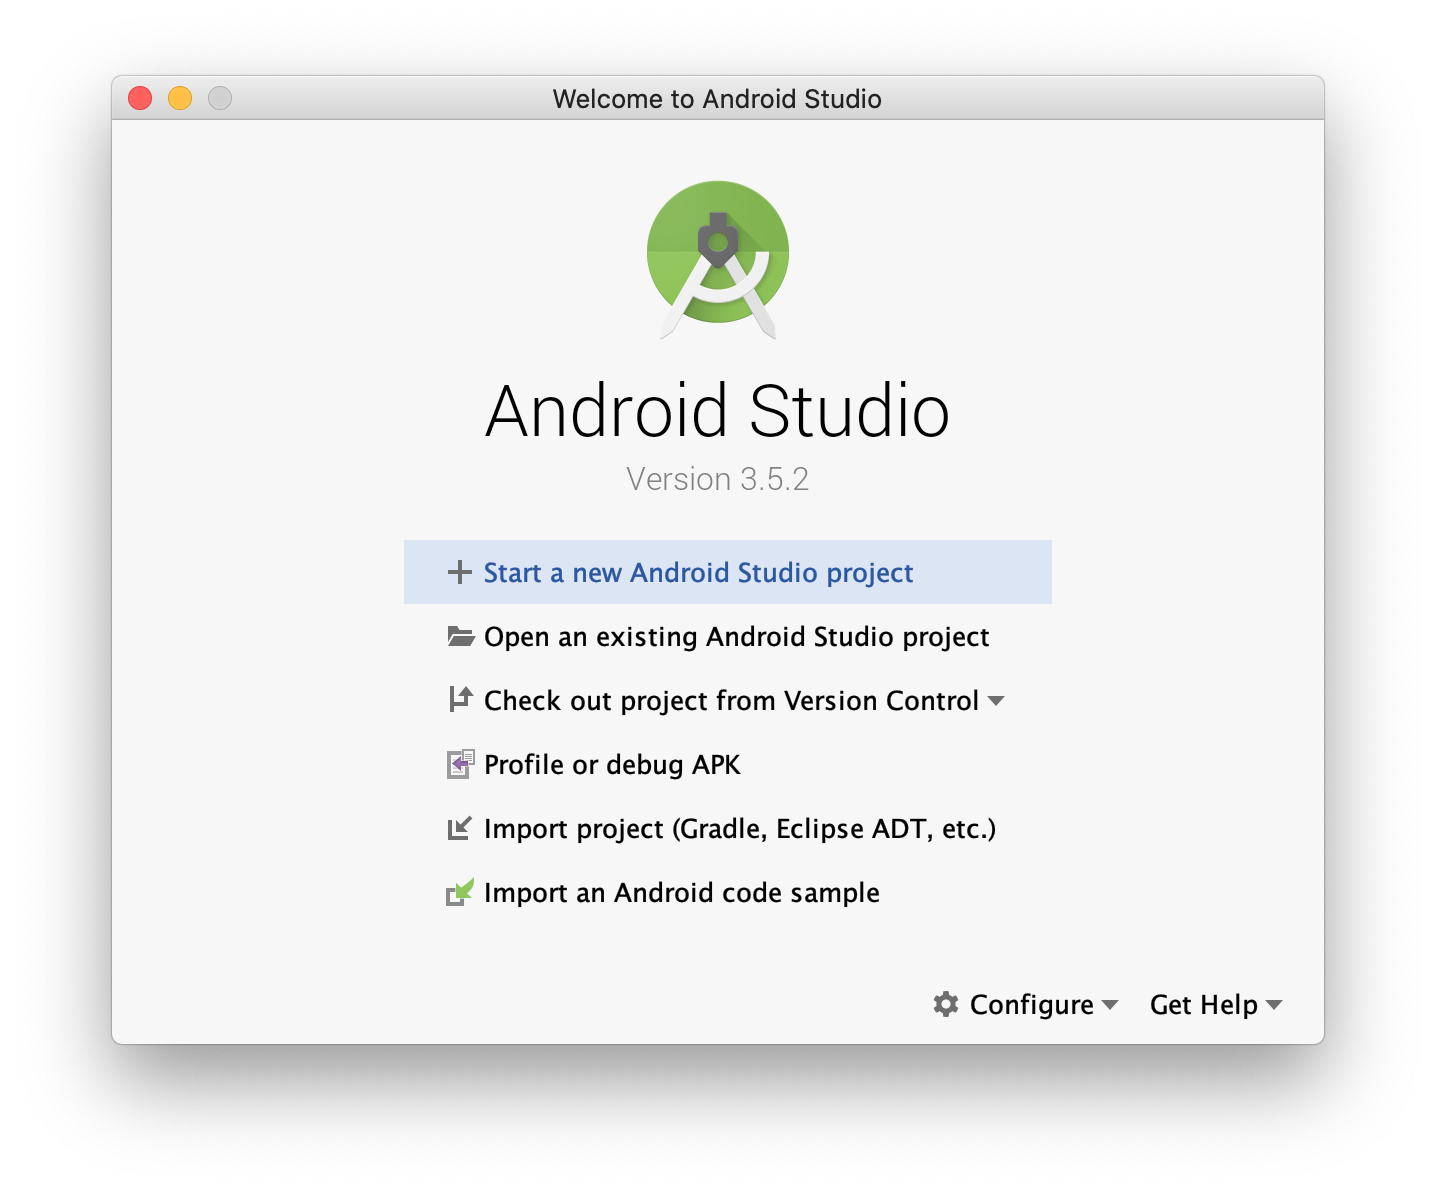 Welcome to Android Studio
Android Studio
Version 3.5.2
Start a new Android Studio project
Open an existing Android Studio project
Check out project from Version Control
Profile or debug APK
Import project (Gradle, Eclipse ADT, etc.)
Import an Android code sample
Configure Get Help